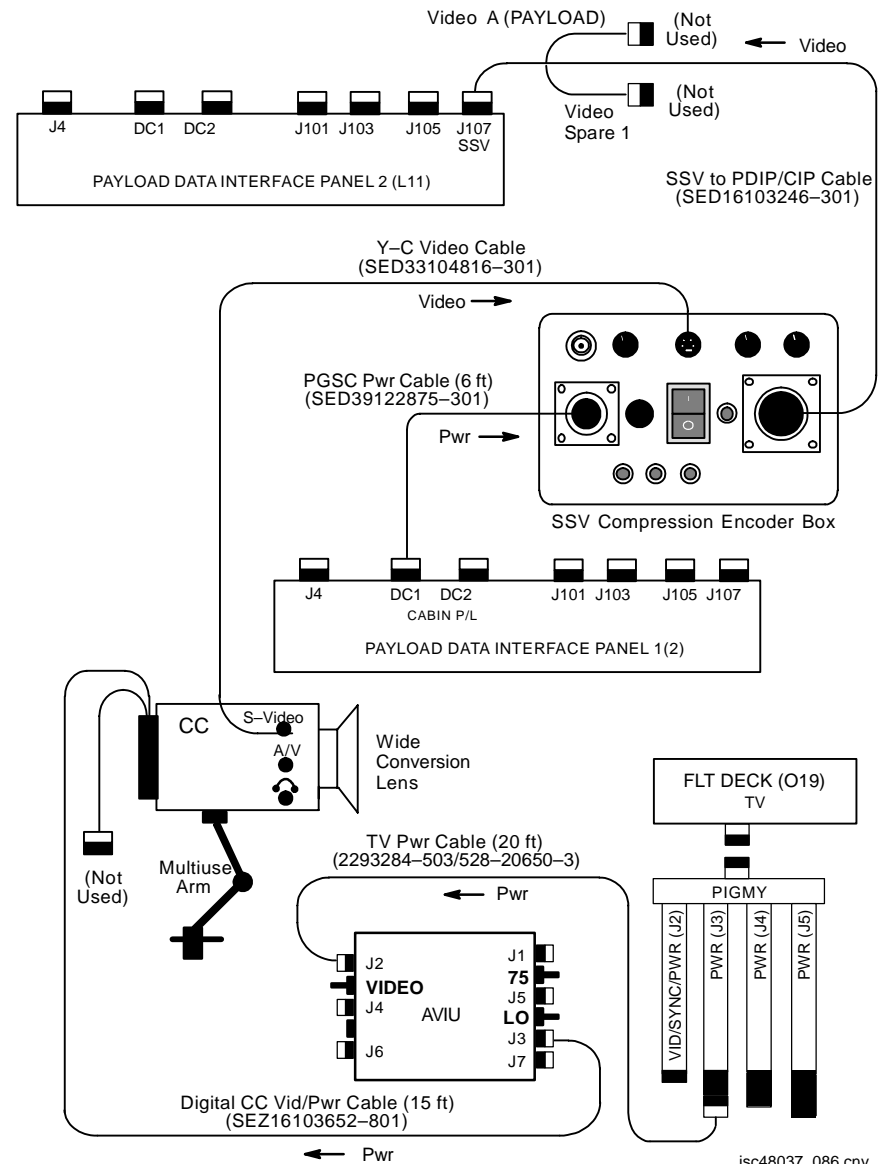 Video A (PAYLOAD)
(Not
Used)
Video
(Not
Used)
Video
Spare 1
J4
DC1
DC2
J101
J103
J105
J107
SSV
PAYLOAD DATA INTERFACE PANEL 2 (L11)
SSV to PDIP/CIP Cable
(SED16103246–301)
Y–C Video Cable
(SED33104816–301)
Video
PGSC Pwr Cable (6 ft)
(SED39122875–301)
Pwr
SSV Compression Encoder Box
J4
DC1
DC2
J101
J103
J105
J107
CABIN P/L
PAYLOAD DATA INTERFACE PANEL 1(2)
CC
S–Video
A/V
Wide
Conversion
Lens
FLT DECK (O19)
TV
(Not
Used)
Multiuse
Arm
TV Pwr Cable (20 ft)
(2293284–503/528–20650–3)
Pwr
PIGMY
VID/SYNC/PWR (J2)
PWR (J3)
PWR (J4)
PWR (J5)
J2
VIDEO
J4
J6
AVIU
J1
75
J5
LO
J3
J7
Digital CC Vid/Pwr Cable (15 ft)
(SEZ16103652–801)
Pwr
jsc48037_086.cnv